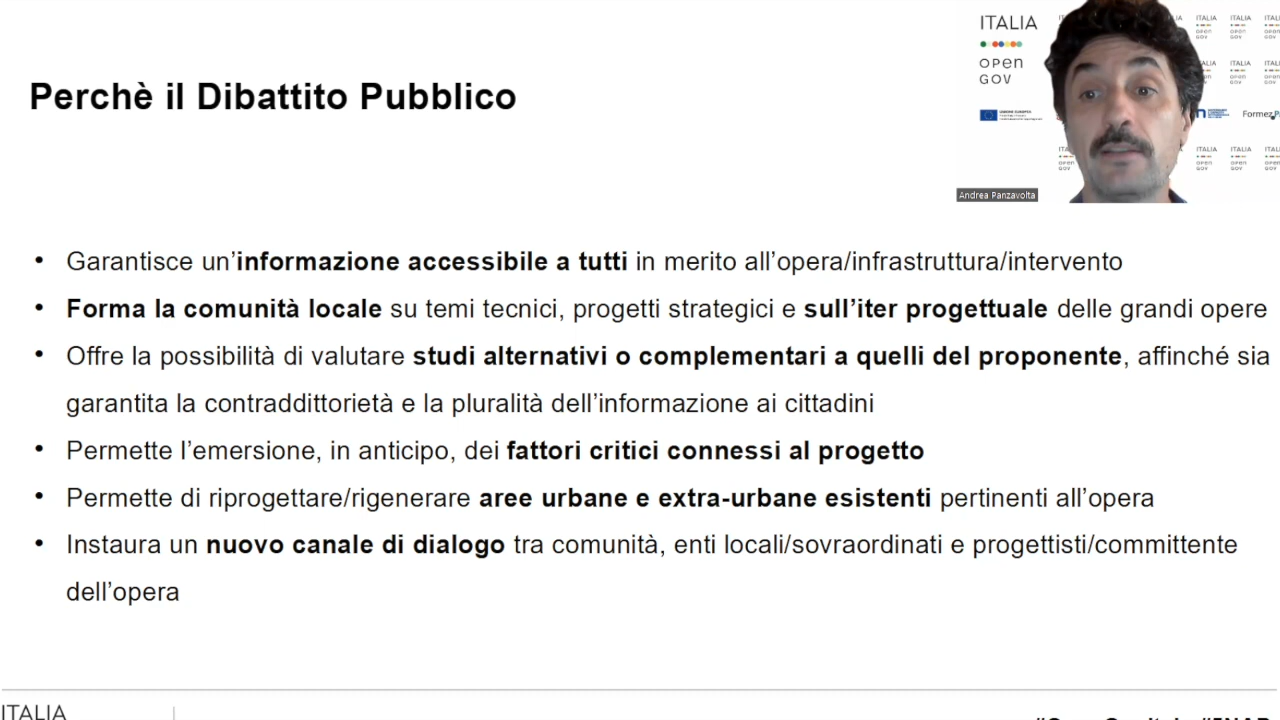 ITALIA
OPEN
GOV
Perchè il Dibattito Pubblico
UNIONE EUROPEA
Formez
Andrea Panzavolta
• Garantisce un’informazione accessibile a tutti in merito all’opera/infrastruttura/intervento
• Forma la comunità locale su temi tecnici, progetti strategici e sull’iter progettuale delle grandi opere
• Offre la possibilità di valutare studi alternativi o complementari a quelli del proponente, affinché sia
garantita la contraddittorietà e la pluralità dell’informazione ai cittadini
• Permette l’emersione, in anticipo, dei fattori critici connessi al progetto
• Permette di riprogettare/rigenerare aree urbane e extra-urbane esistenti pertinenti all’opera
• Instaura un nuovo canale di dialogo tra comunità, enti locali/sovraordinati e progettisti/committente
dell’opera
ITALIA